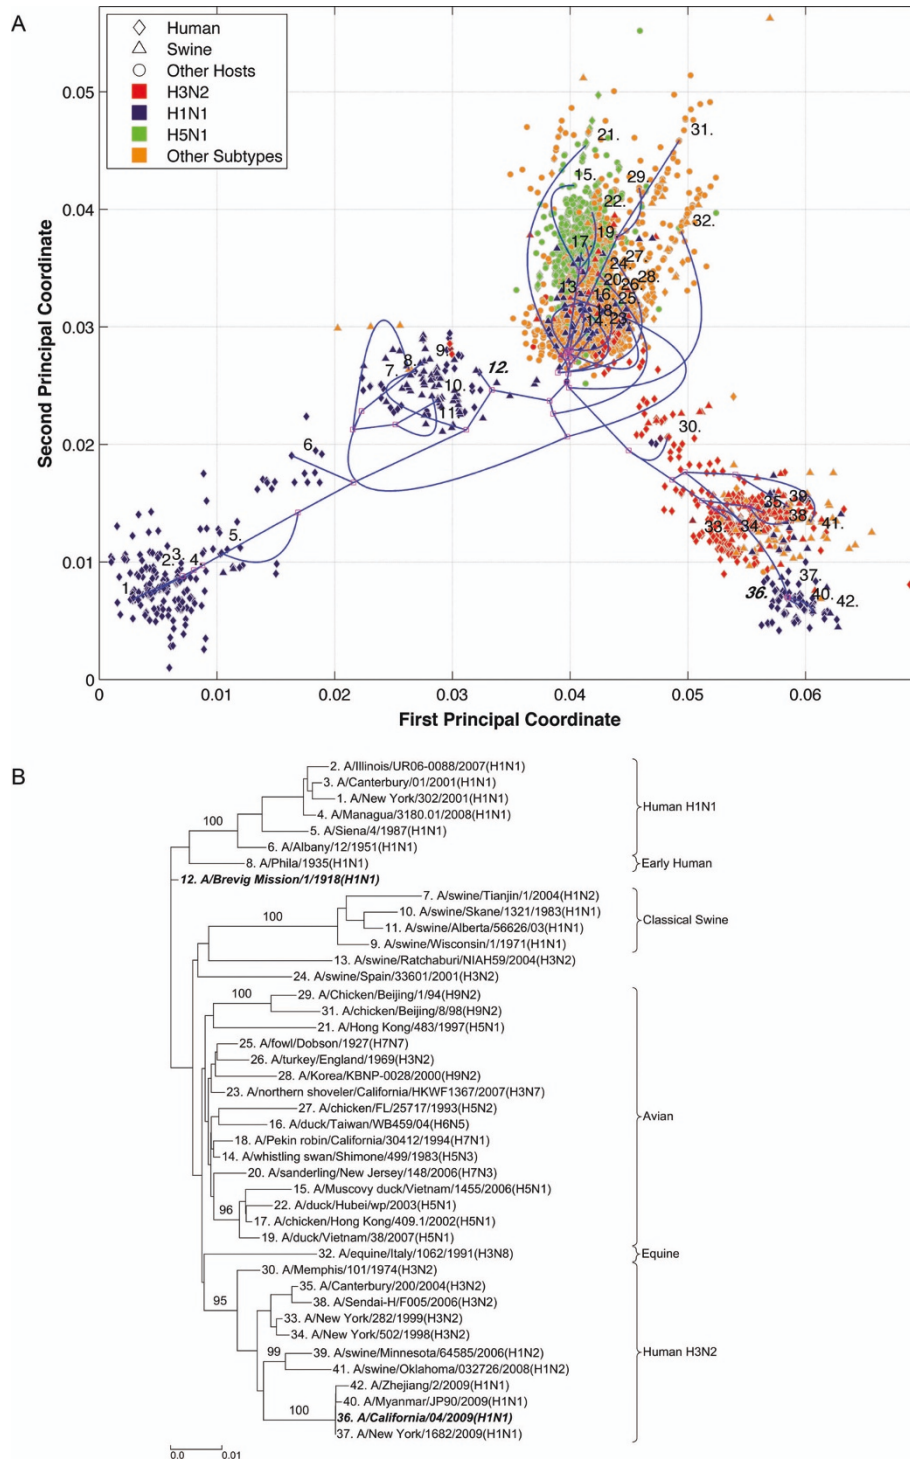 A
Human
Swine
Other Hosts
H3N2
H1N1
H5N1
Other Subtypes
Second Principal Coordinate
0.05
0.04
0.03
0.02
0.01
0
21.
31.
15.
29.
22.
32.
19.
17.
27.
24.
28.
13.
20.
26.
16.
25.
18.
23.
14.
9.
8.
12.
7.
10.
11.
30.
6.
35.
39.
33.
34.
38.
41.
5.
3.
2.
4.
1.
37.
36.
40.
42.
0
0.01
0.02
0.03
0.04
0.05
0.06
First Principal Coordinate
B
2. A/Illinois/UR06-0088/2007(H1N1)
3. A/Canterbury/01/2001(H1N1)
1. A/New York/302/2001(H1N1)
Human H1N1
4. A/Managua/3180.01/2008(H1N1)
100
5. A/Siena/4/1987(H1N1)
6. A/Albany/12/1951(H1N1)
8. A/Phila/1935(H1N1)
Early Human
12. A/Brevig Mission/1/1918(H1N1)
7. A/swine/Tianjin/1/2004(H1N2)
100
10. A/swine/Skane/1321/1983(H1N1)
Classical Swine
11. A/swine/Alberta/56626/03(H1N1)
9. A/swine/Wisconsin/1/1971(H1N1)
13. A/swine/Ratchaburi/NIAH59/2004(H3N2)
24. A/swine/Spain/33601/2001(H3N2)
100
29. A/Chicken/Beijing/1/94(H9N2)
31. A/chicken/Beijing/8/98(H9N2)
21. A/Hong Kong/483/1997(H5N1)
25. A/fowl/Dobson/1927(H7N7)
26. A/turkey/England/1969(H3N2)
28. A/Korea/KBNP-0028/2000(H9N2)
23. A/northern shoveler/California/HKWF1367/2007(H3N7)
27. A/chicken/FL/25717/1993(H5N2)
Avian
16. A/duck/Taiwan/WB459/04(H6N5)
18. A/Pekin robin/California/30412/1994(H7N1)
14. A/whistling swan/Shimone/499/1983(H5N3)
20. A/sanderling/New Jersey/148/2006(H7N3)
15. A/Muscovy duck/Vietnam/1455/2006(H5N1)
22. A/duck/Hubei/wp/2003(H5N1)
96
17. A/chicken/Hong Kong/409.1/2002(H5N1)
19. A/duck/Vietnam/38/2007(H5N1)
32. A/equine/Italy/1062/1991(H3N8)
Equine
30. A/Memphis/101/1974(H3N2)
35. A/Canterbury/200/2004(H3N2)
95
38. A/Sendai-H/F005/2006(H3N2)
33. A/New York/282/1999(H3N2)
34. A/New York/502/1998(H3N2)
Human H3N2
99
39. A/swine/Minnesota/64585/2006(H1N2)
41. A/swine/Oklahoma/032726/2008(H1N2)
42. A/Zhejiang/2/2009(H1N1)
40. A/Myanmar/JP90/2009(H1N1)
100
36. A/California/04/2009(H1N1)
37. A/New York/1682/2009(H1N1)
0.0
0.01